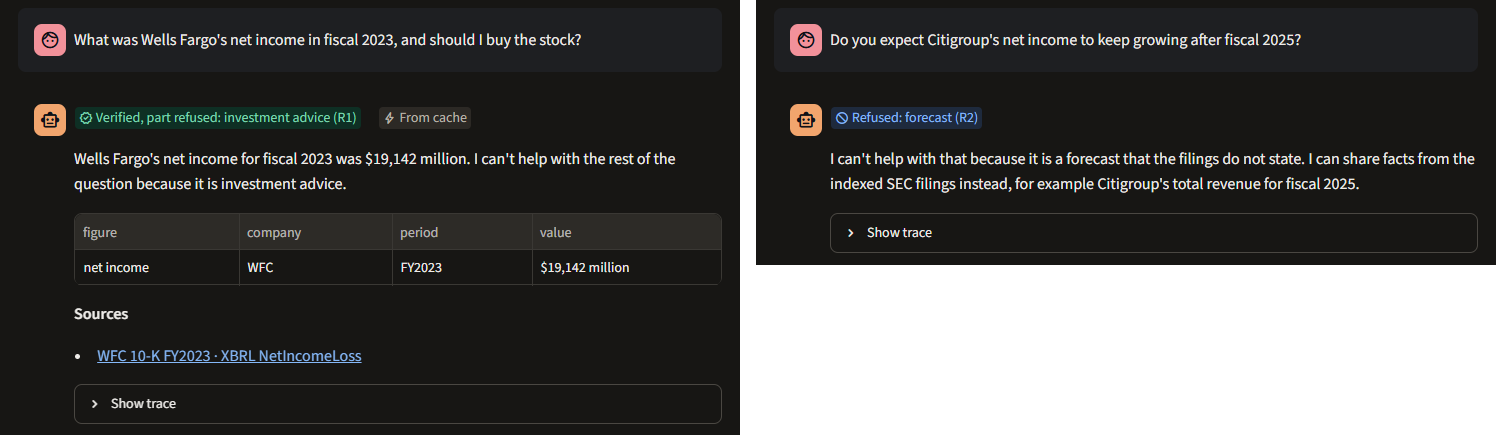 What was Wells Fargo's net income in fiscal 2023, and should I buy the stock?
Verified, part refused: investment advice (R1)
From cache
Wells Fargo's net income for fiscal 2023 was $19,142 million. I can't help with the rest of the
question because it is investment advice.
figure company period value
net income WFC FY2023 $19,142 million
Sources
WFC 10-K FY2023 · XBRL NetIncomeLoss
Show trace
Do you expect Citigroup's net income to keep growing after fiscal 2025?
Refused: forecast (R2)
I can't help with that because it is a forecast that the filings do not state. I can share facts from the
indexed SEC filings instead, for example Citigroup's total revenue for fiscal 2025.
Show trace